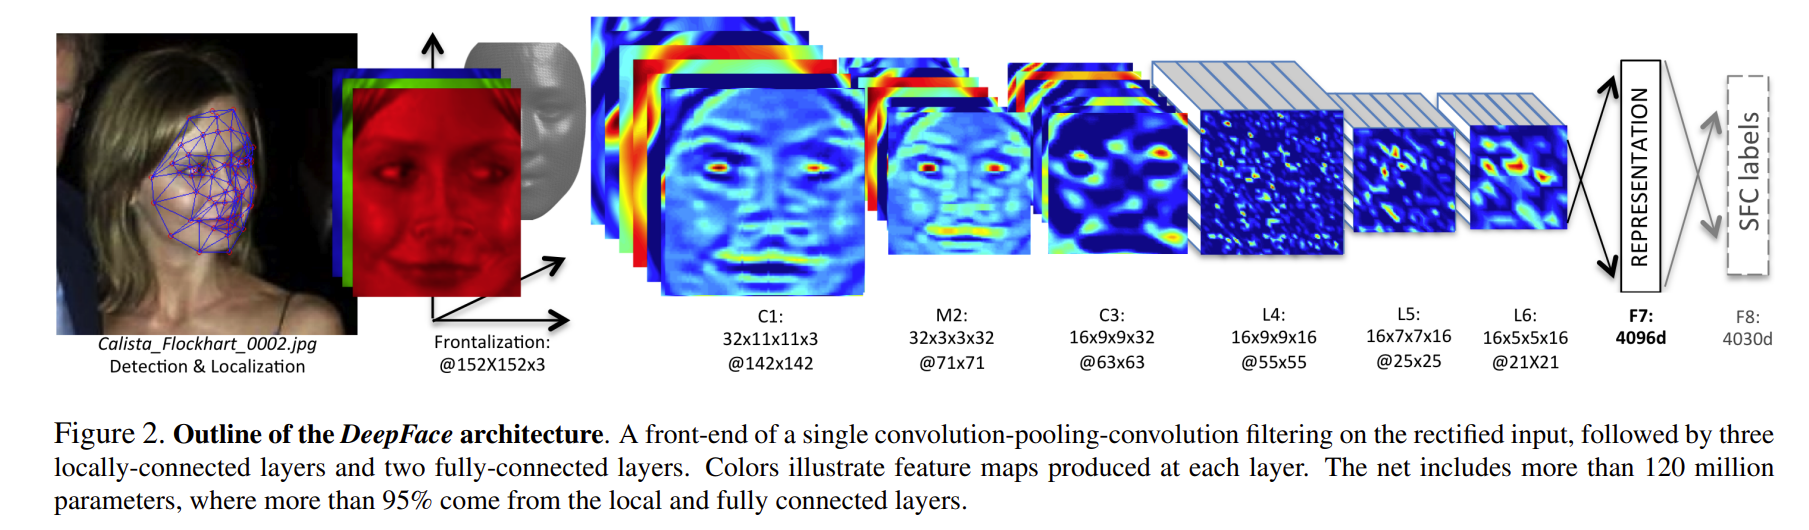 Calista_Flockhart_0002.jpg
Detection & Localization
Frontalization:
@152X152x3
C1:
32x11x11x3
@142x142
M2:
32x3x3x32
@71x71
C3:
16x9x9x32
@63x63
L4:
16x9x9x16
@55x55
L5:
16x7x7x16
@25x25
L6:
16x5x5x16
@21X21
REPRESENTATION
F7:
4096d
SFC labels
F8:
4030d
Figure 2. Outline of the DeepFace architecture. A front-end of a single convolution-pooling-convolution filtering on the rectified input, followed by three
locally-connected layers and two fully-connected layers. Colors illustrate feature maps produced at each layer. The net includes more than 120 million
parameters, where more than 95% come from the local and fully connected layers.